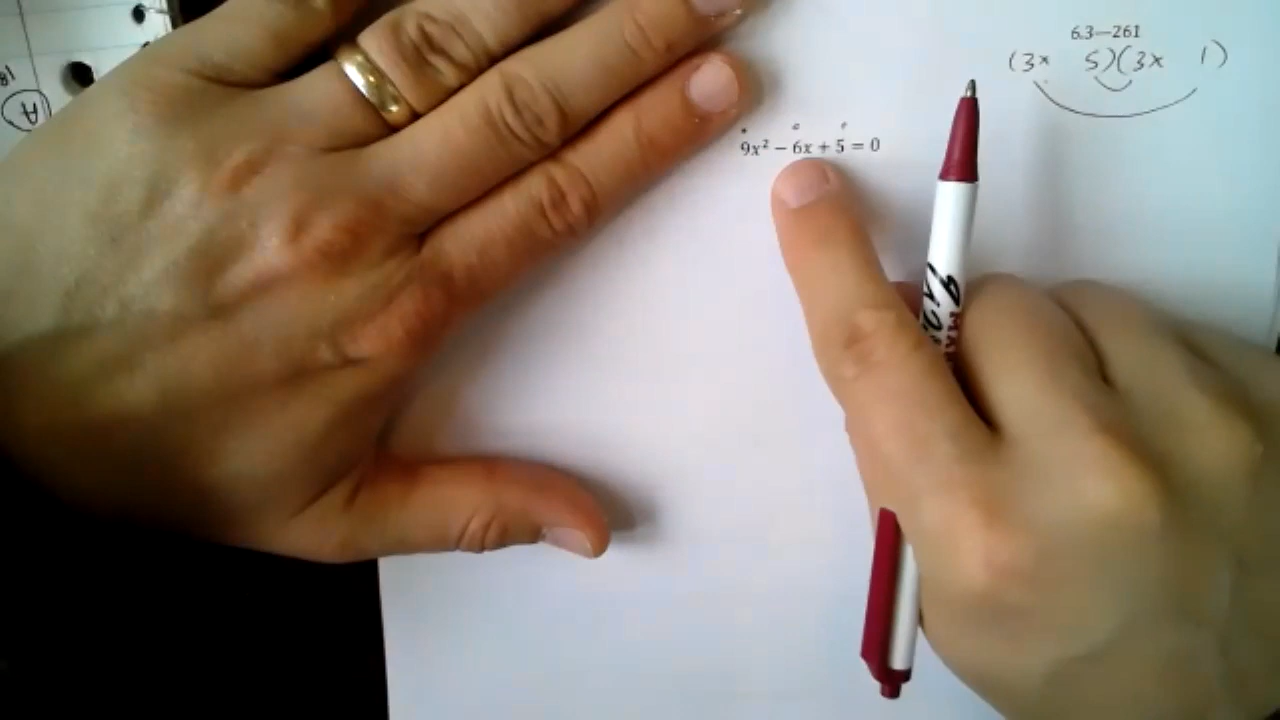 6.3—261
(3x 5)(3x 1)
9x² − 6x + 5 = 0
A